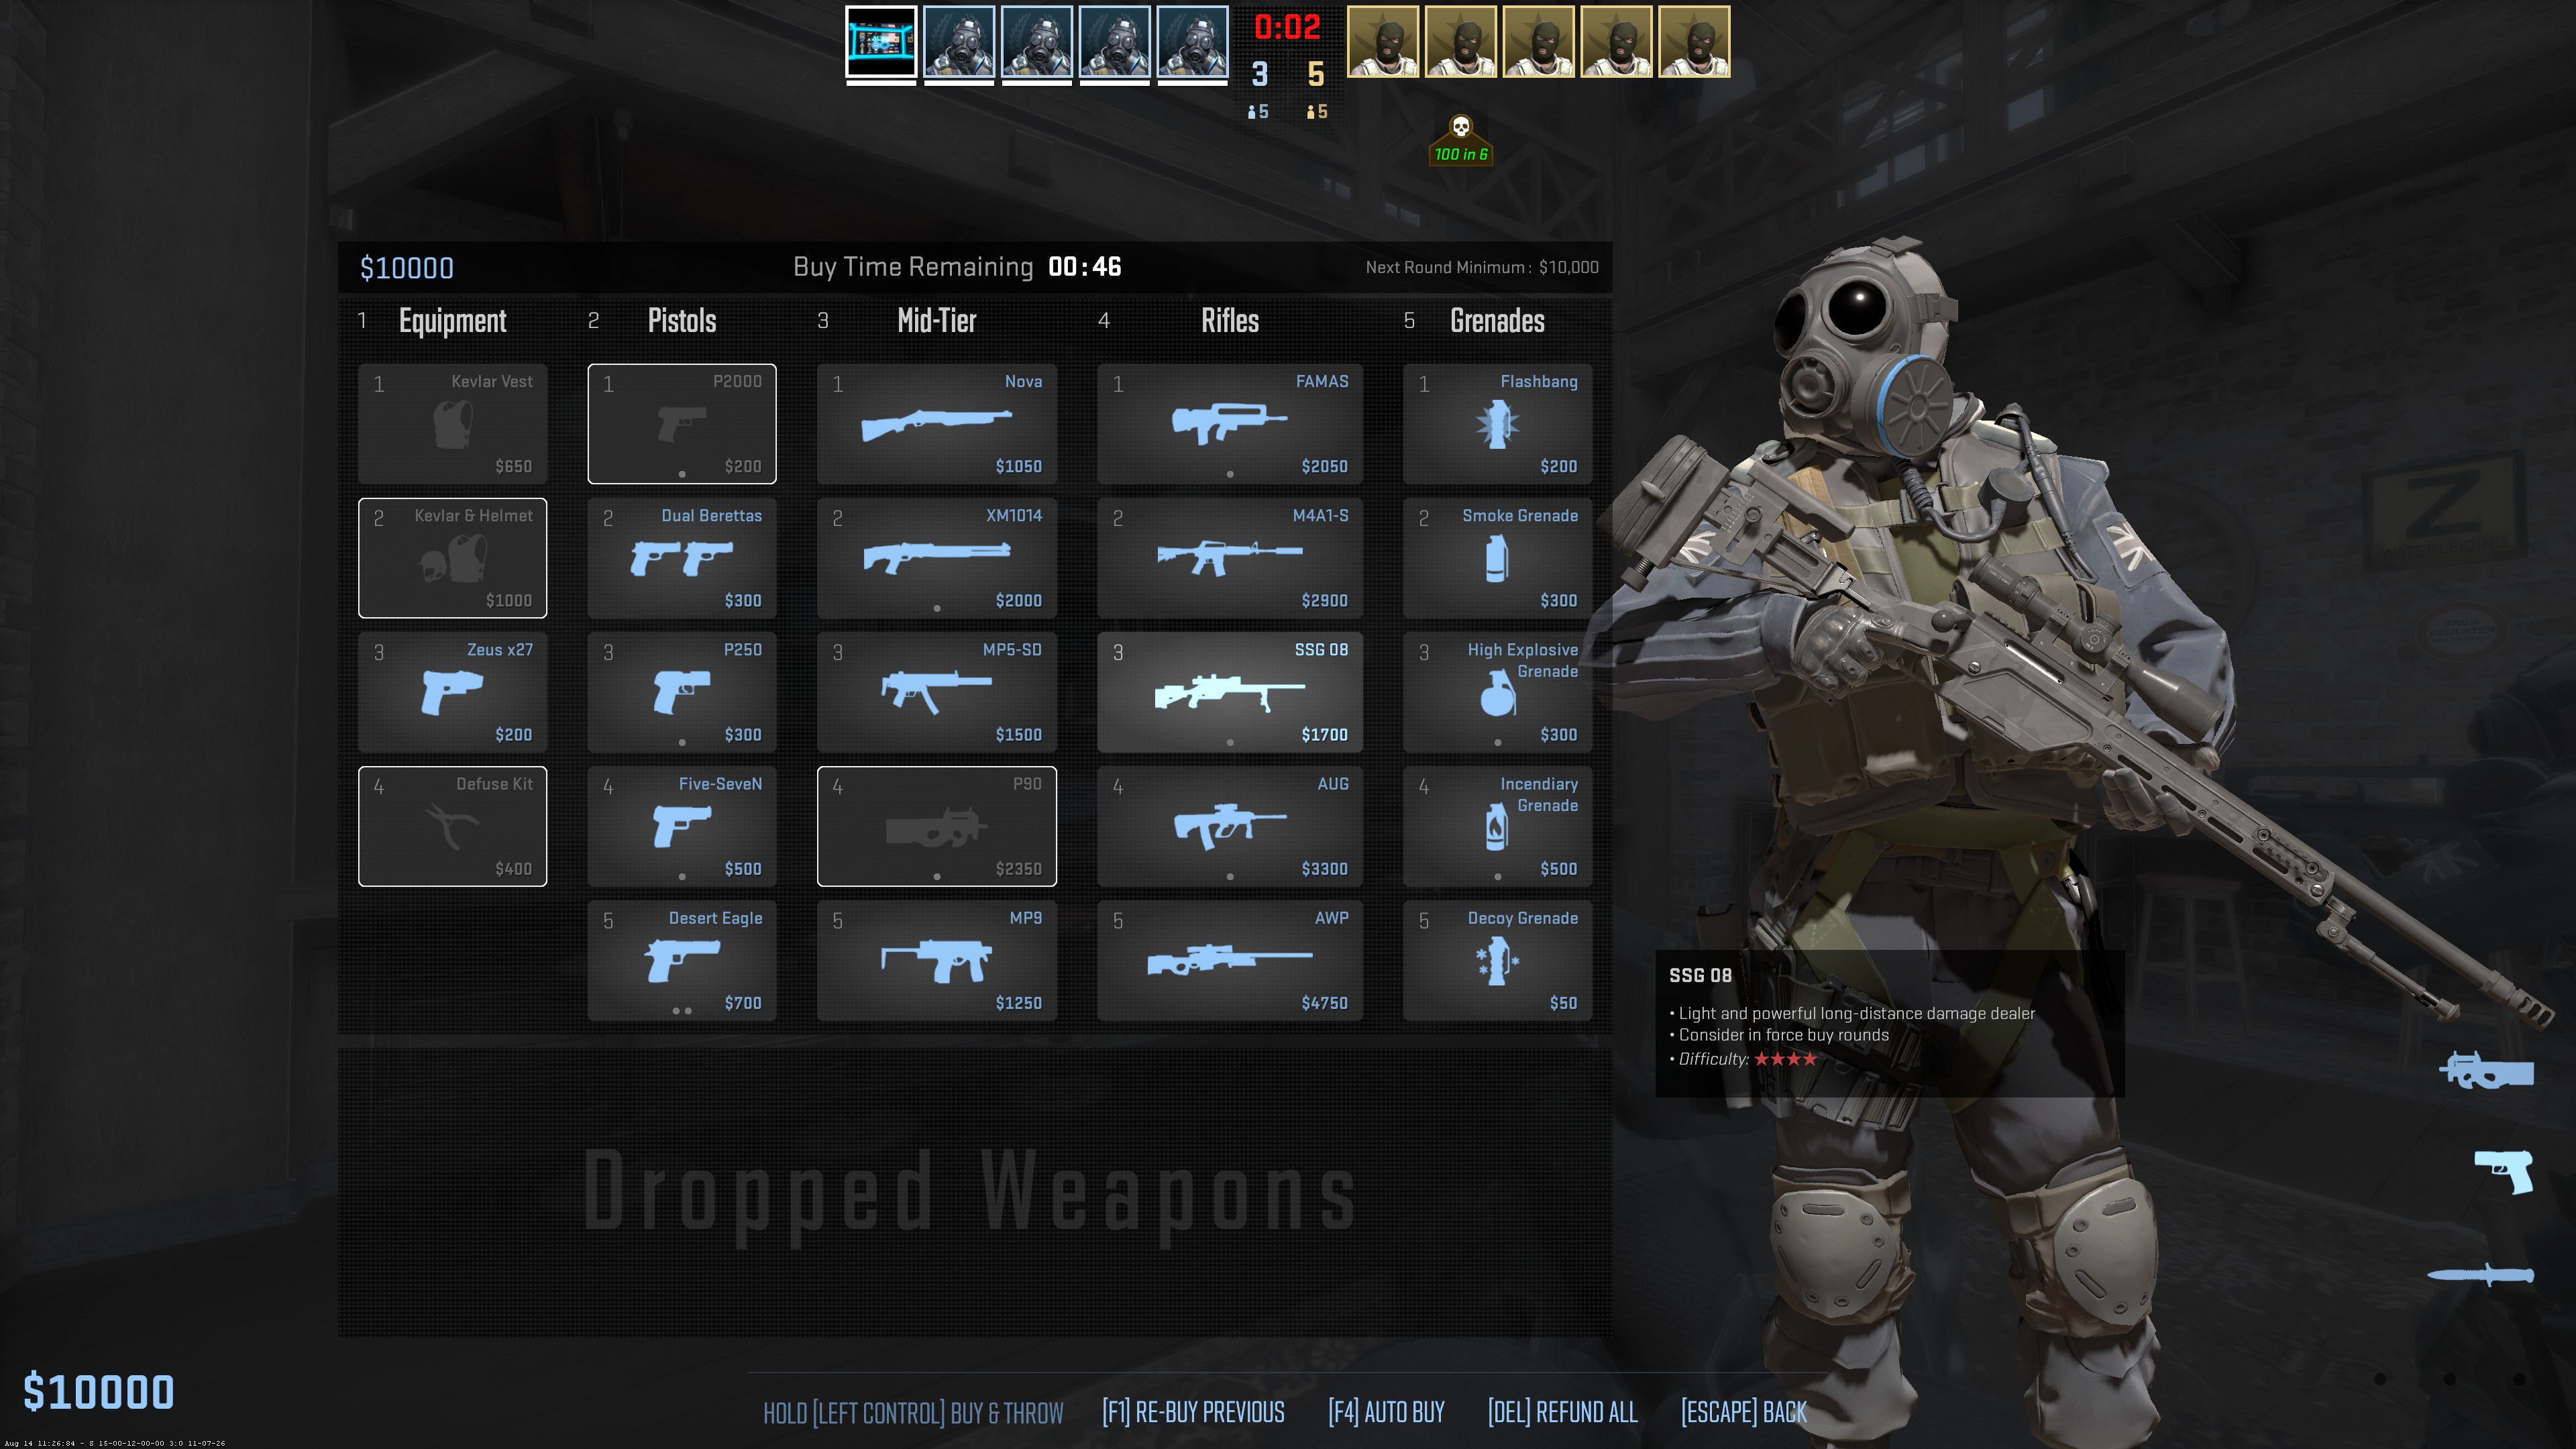 0:02
3 5
5 5
100 in 6
$10000 Buy Time Remaining 00:46 Next Round Minimum: $10,000
1 Equipment 2 Pistols 3 Mid-Tier 4 Rifles 5 Grenades
1 Kevlar Vest
$650
1 P2000
$200
1 Nova
$1050
1 FAMAS
$2050
1 Flashbang
$200
2 Kevlar & Helmet
$1000
2 Dual Berettas
$300
2 XM1014
$2000
2 M4A1-S
$2900
2 Smoke Grenade
$300
3 Zeus x27
$200
3 P250
$300
3 MP5-SD
$1500
3 SSG 08
$1700
3 High Explosive
Grenade
$300
4 Defuse Kit
$400
4 Five-SeveN
$500
4 P90
$2350
4 AUG
$3300
4 Incendiary
Grenade
$500
5 Desert Eagle
$700
5 MP9
$1250
5 AWP
$4750
5 Decoy Grenade
$50
SSG 08
• Light and powerful long-distance damage dealer
• Consider in force buy rounds
• Difficulty: ★★★★
Dropped Weapons
$10000
HOLD [LEFT CONTROL] BUY & THROW [F1] RE-BUY PREVIOUS [F4] AUTO BUY [DEL] REFUND ALL [ESCAPE] BACK
Z